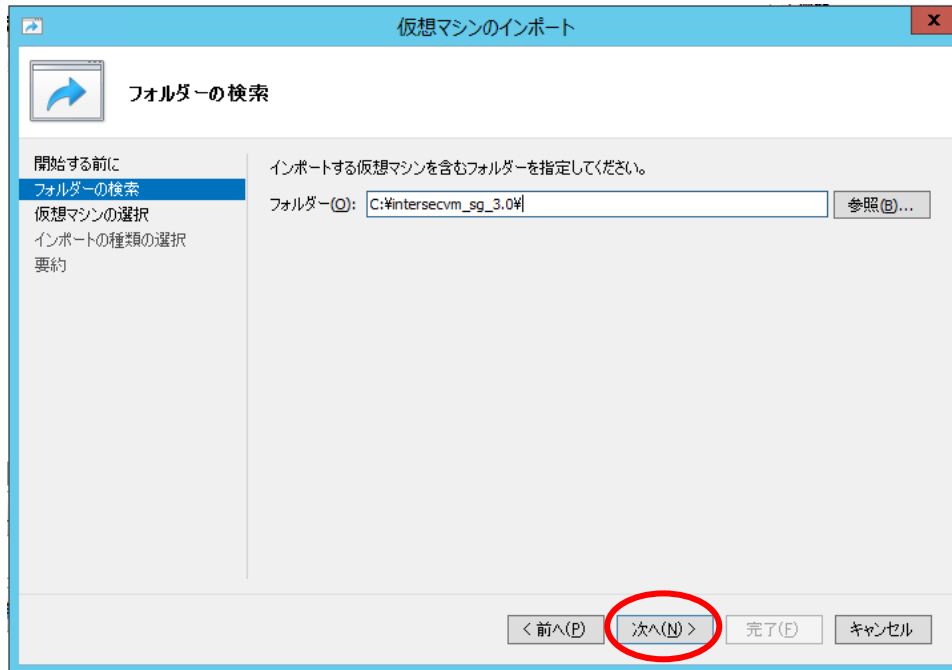 仮想マシンのインポート
x
フォルダーの検索
開始する前に
フォルダーの検索
仮想マシンの選択
インポートの種類の選択
要約
インポートする仮想マシンを含むフォルダーを指定してください。
フォルダー(O): C:¥intersecvm_sg_3.0¥ 参照(B)...
< 前へ(P) 次へ(N) > 完了(F) キャンセル